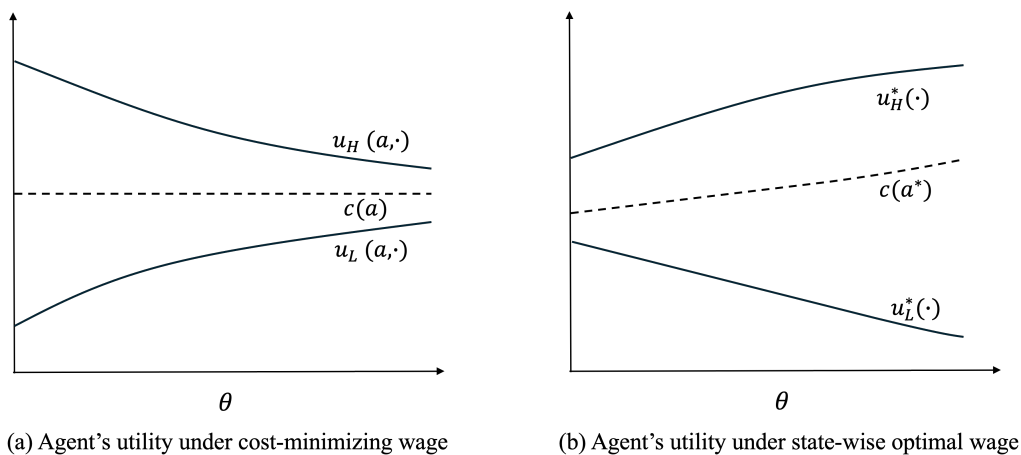 u_H (a,·)
c(a)
u_L (a,·)
θ
(a) Agent's utility under cost-minimizing wage
u*_H(·)
c(a*)
u*_L(·)
θ
(b) Agent's utility under state-wise optimal wage